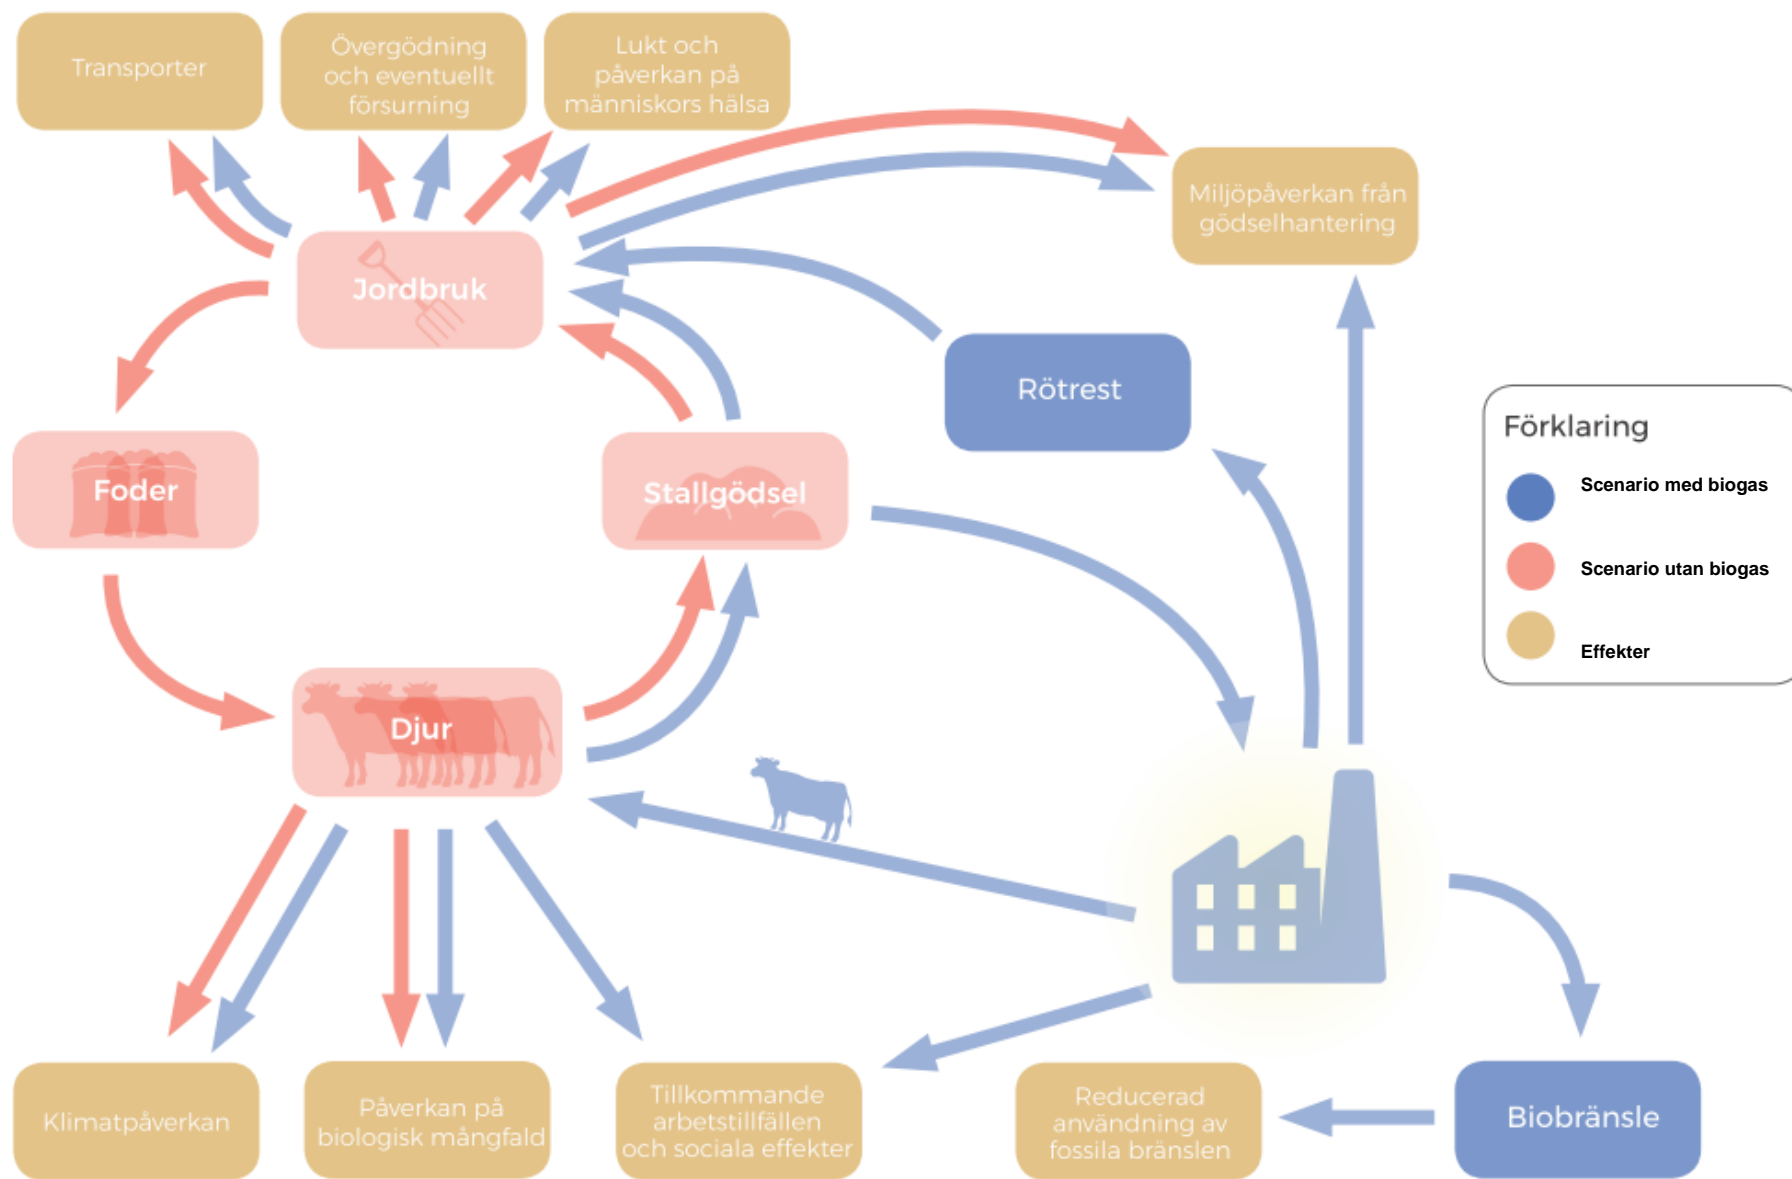 Transporter
Övergödning
och eventuellt
försurning
Lukt och
påverkan på
människors hälsa
Miljöpåverkan från
gödselhantering
Jordbruk
Rötrest
Foder
Stallgödsel
Förklaring
Scenario med biogas
Scenario utan biogas
Effekter
Djur
Klimatpåverkan
Påverkan på
biologisk mångfald
Tillkommande
arbetstillfällen
och sociala effekter
Reducerad
användning av
fossila bränslen
Biobränsle